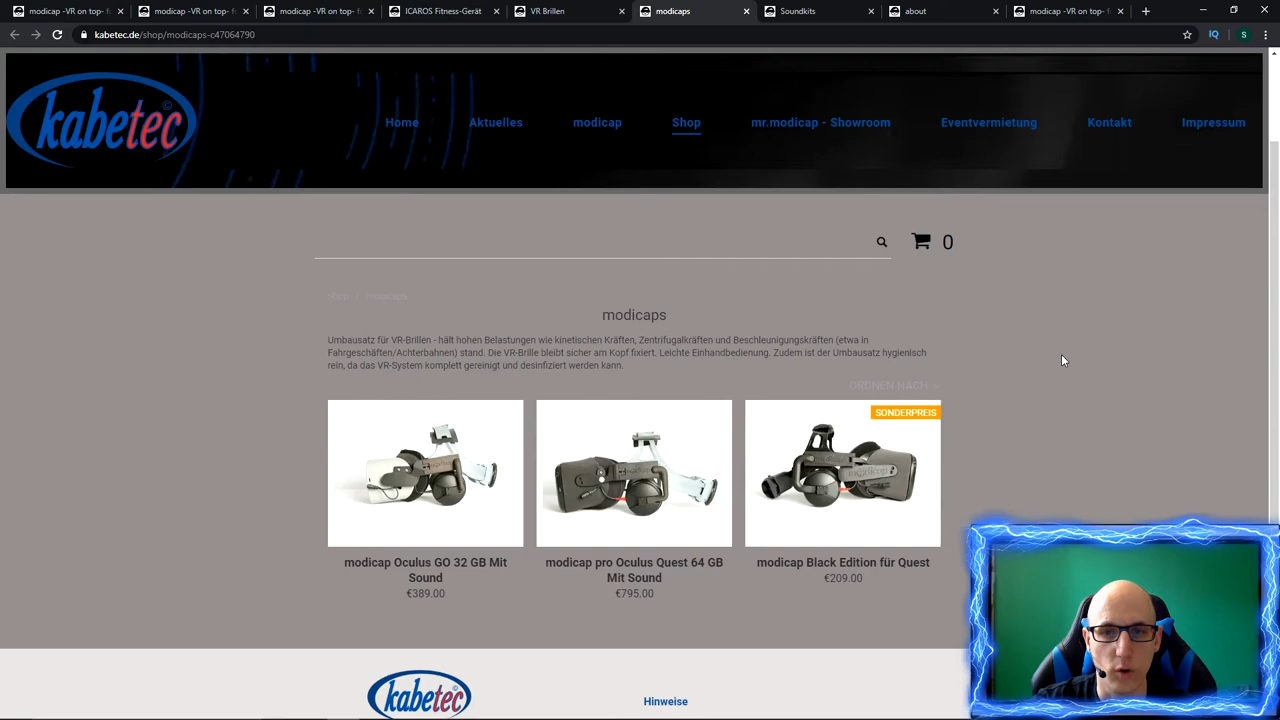 modicap -VR on top- f
modicap -VR on top- f
modicap -VR on top- f
ICAROS Fitness-Gerät
VR Brillen
modicaps
Soundkits
about
modicap -VR on top- f
kabetec.de/shop/modicaps-c47064790
IQ
S
kabetec©
Home
Aktuelles
modicap
Shop
mr.modicap - Showroom
Eventvermietung
Kontakt
Impressum
0
Shop / modicaps
modicaps
Umbausatz für VR-Brillen - hält hohen Belastungen wie kinetischen Kräften, Zentrifugalkräften und Beschleunigungskräften (etwa in
Fahrgeschäften/Achterbahnen) stand. Die VR-Brille bleibt sicher am Kopf fixiert. Leichte Einhandbedienung. Zudem ist der Umbausatz hygienisch
rein, da das VR-System komplett gereinigt und desinfiziert werden kann.
ORDNEN NACH
SONDERPREIS
modicap
modicap Oculus GO 32 GB Mit
Sound
€389.00
modicap pro Oculus Quest 64 GB
Mit Sound
€795.00
modicap Black Edition für Quest
€209.00
kabetec©
Hinweise